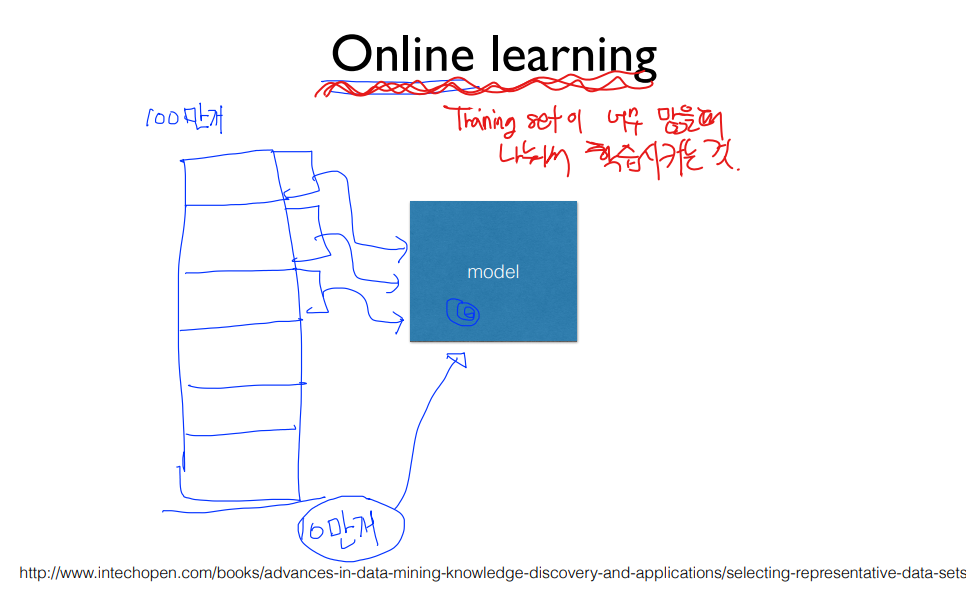 Online learning
100만개
Training set이 너무 많을때
나눠서 학습시키는 것.
model
10만개
http://www.intechopen.com/books/advances-in-data-mining-knowledge-discovery-and-applications/selecting-representative-data-sets